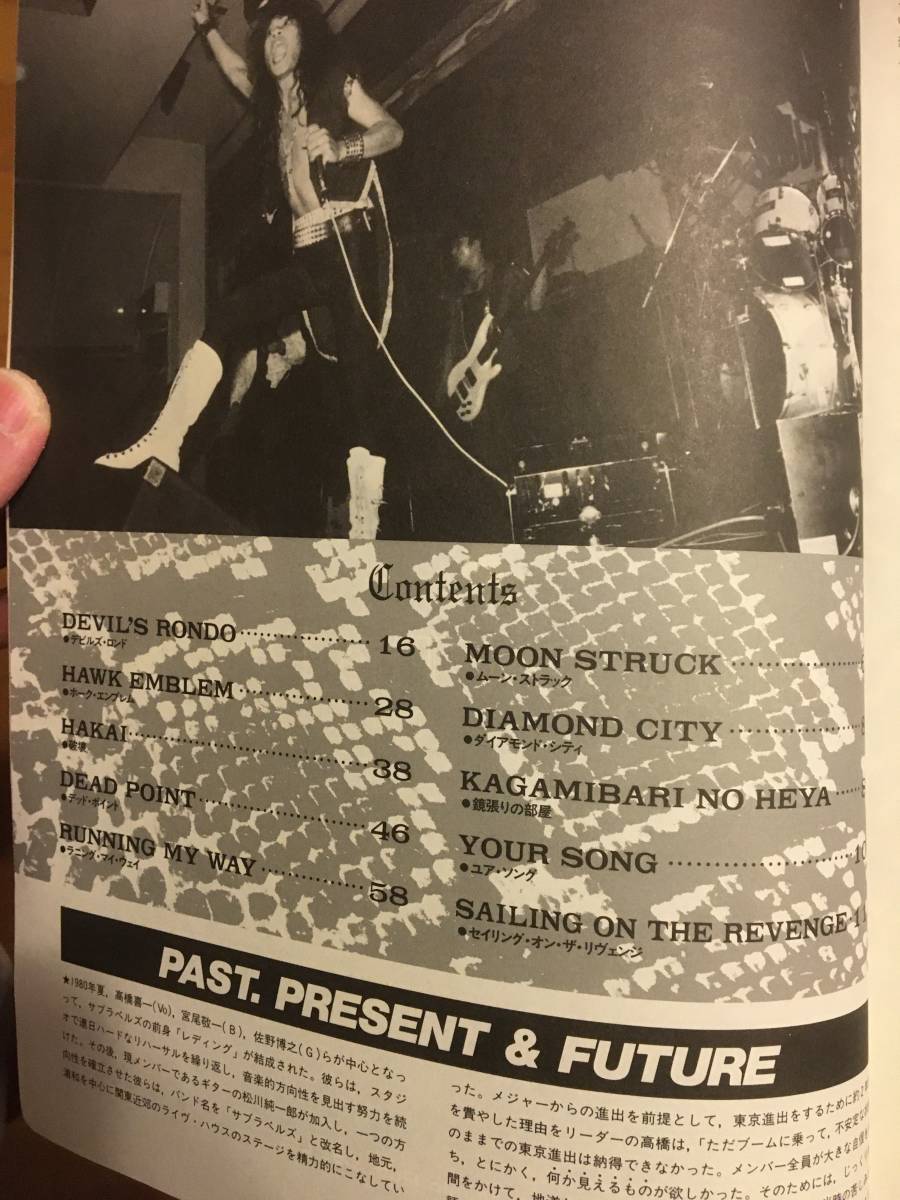 Contents
DEVIL'S RONDO 16
●デビルズ・ロンド
HAWK EMBLEM 28
●ホーク・エンブレム
HAKAI 38
●破壊
DEAD POINT 46
●デッド・ポイント
RUNNING MY WAY 58
●ラニング・マイ・ウェイ
MOON STRUCK
●ムーン・ストラック
DIAMOND CITY
●ダイアモンド・シティ
KAGAMIBARI NO HEYA
●鏡張りの部屋
YOUR SONG
●ユア・ソング
SAILING ON THE REVENGE
●セイリング・オン・ザ・リヴェンジ
PAST. PRESENT & FUTURE
★1980年夏，高橋喜一(Vo)，宮尾敬一(B)，佐野博之(G)らが中心とな
って，サブラベルズの前身「レディング」が結成された。彼らは，スタジ
オで連日ハードなリハーサルを繰り返し，音楽的方向性を見出す努力を続
けた。その後，現メンバーであるギターの松川純一郎が加入し，一つの方
向性を確立させた彼らは，バンド名を「サブラベルズ」と改名し，地元，
浦和を中心に関東近郊のライヴ・ハウスのステージを精力的にこなしてい
った。メジャーからの進出を前提として，東京進出をするために約2
を費やした理由をリーダーの高橋は，「ただブームに乗って，不安定な
のままでの東京進出は納得できなかった。メンバー全員が大きな自信を
ち，とにかく，何か見えるものが欲しかった。そのためには，じっく
間をかけて，地道